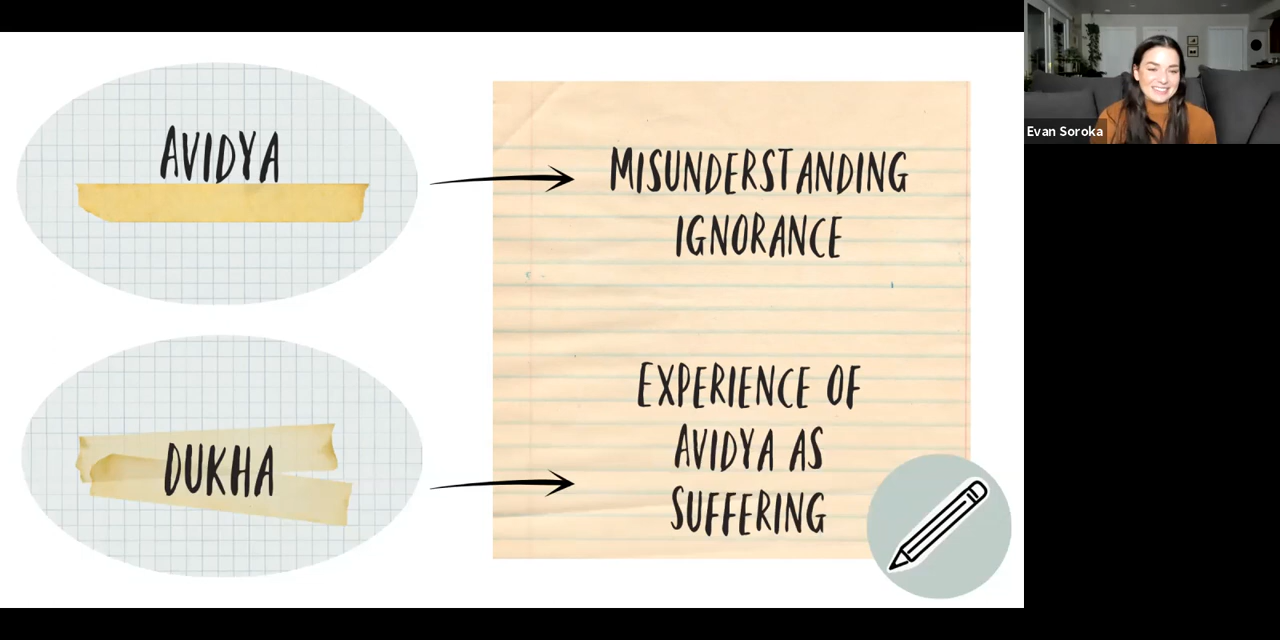 AVIDYA
MISUNDERSTANDING
IGNORANCE
DUKHA
EXPERIENCE OF
AVIDYA AS
SUFFERING
Evan Soroka